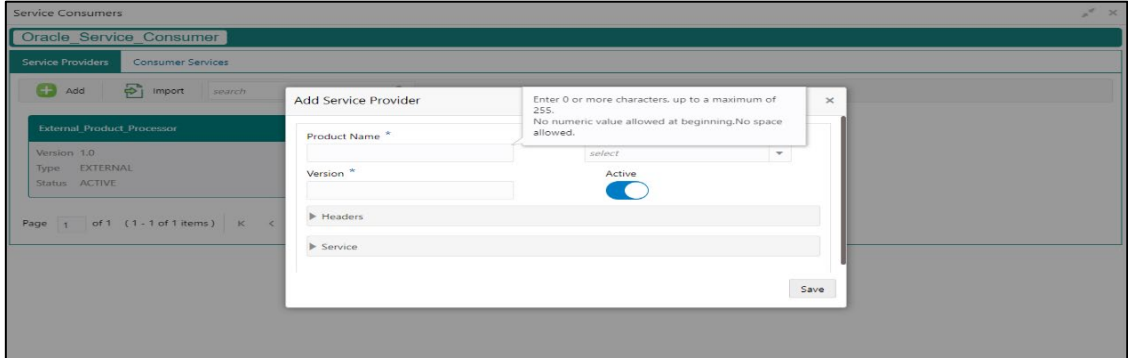 Service Consumers
Oracle_Service_Consumer
Service Providers Consumer Services
Add Import search
External_Product_Processor
Version 1.0
Type EXTERNAL
Status ACTIVE
Page 1 of 1 (1 - 1 of 1 items)
Add Service Provider
Enter 0 or more characters, up to a maximum of
255.
No numeric value allowed at beginning.No space
allowed.
Product Name *
select
Version *
Active
Headers
Service
Save